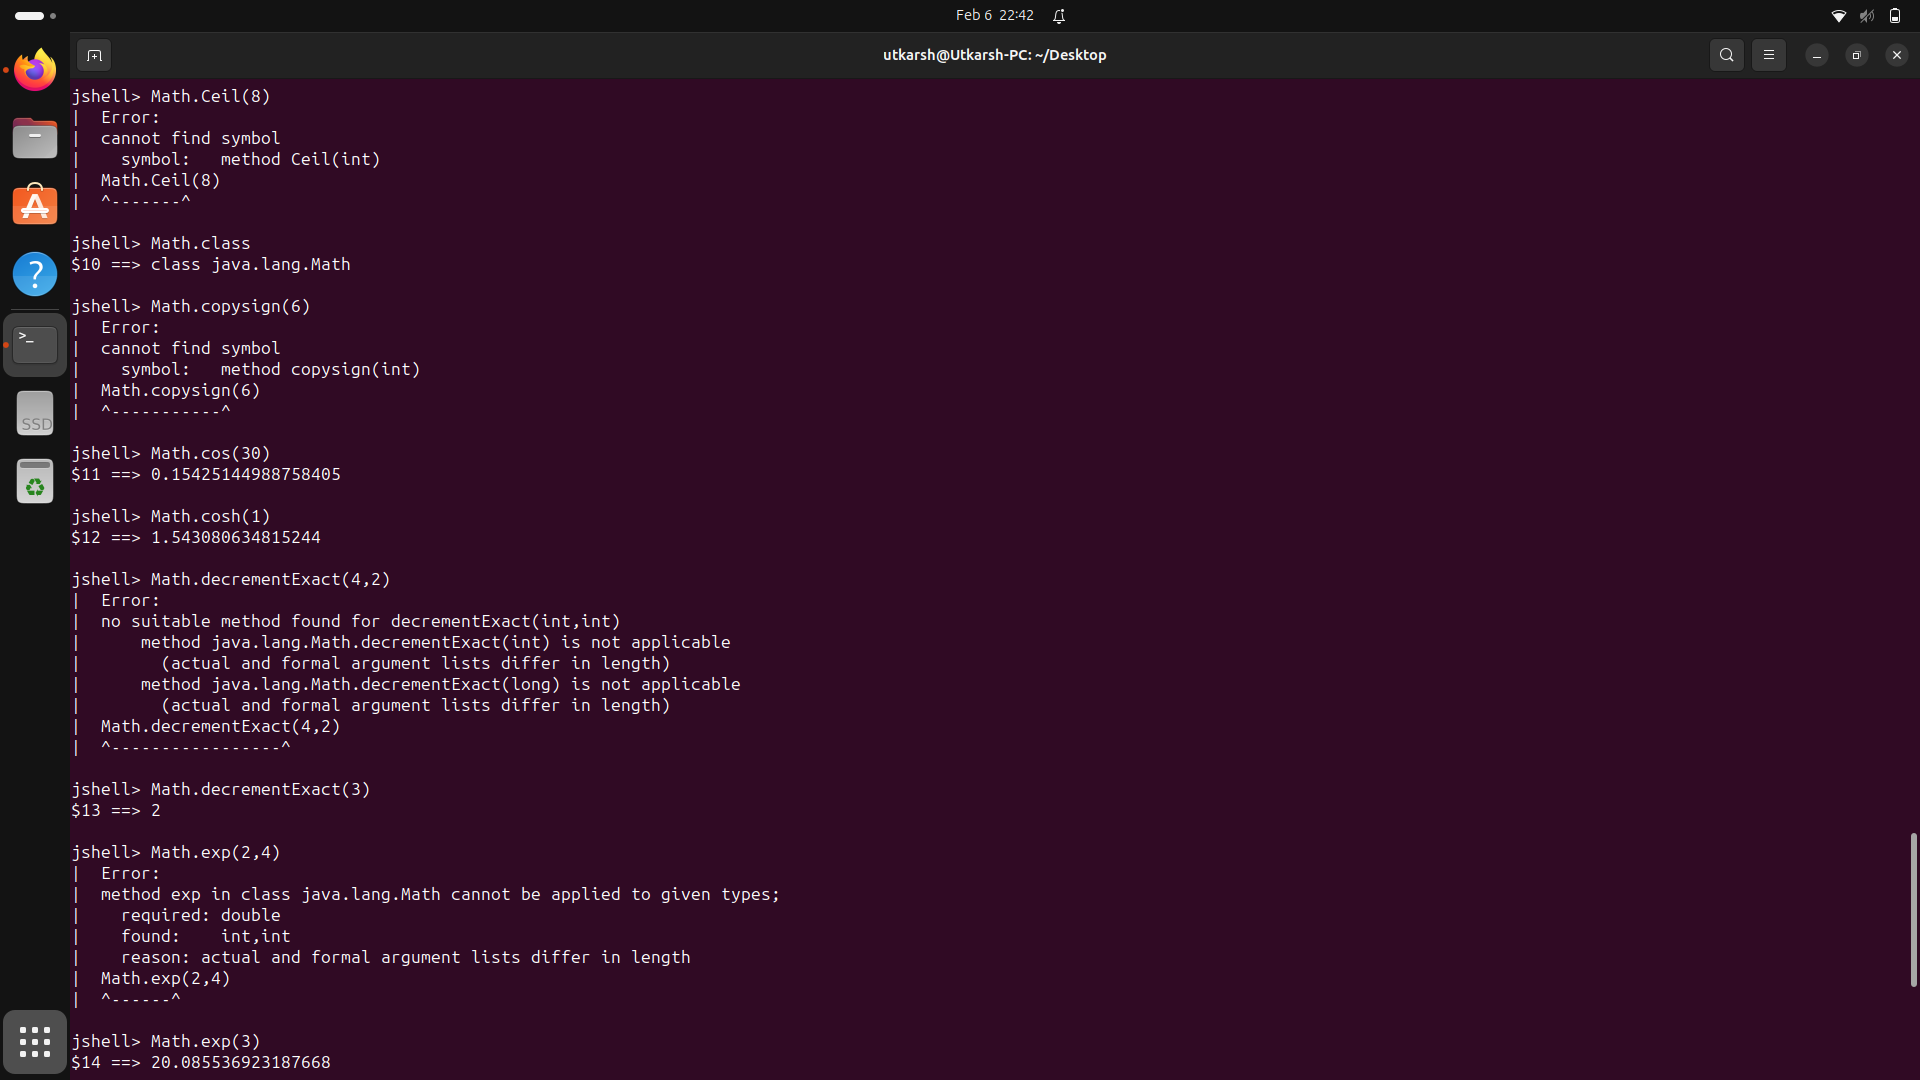 Feb 6 22:42
utkarsh@Utkarsh-PC: ~/Desktop
jshell> Math.Ceil(8)
|  Error:
|  cannot find symbol
|    symbol:   method Ceil(int)
|  Math.Ceil(8)
|  ^-------^
jshell> Math.class
$10 ==> class java.lang.Math
jshell> Math.copysign(6)
|  Error:
|  cannot find symbol
|    symbol:   method copysign(int)
|  Math.copysign(6)
|  ^-----------^
jshell> Math.cos(30)
$11 ==> 0.15425144988758405
jshell> Math.cosh(1)
$12 ==> 1.543080634815244
jshell> Math.decrementExact(4,2)
|  Error:
|  no suitable method found for decrementExact(int,int)
|      method java.lang.Math.decrementExact(int) is not applicable
|        (actual and formal argument lists differ in length)
|      method java.lang.Math.decrementExact(long) is not applicable
|        (actual and formal argument lists differ in length)
|  Math.decrementExact(4,2)
|  ^-----------------^
jshell> Math.decrementExact(3)
$13 ==> 2
jshell> Math.exp(2,4)
|  Error:
|  method exp in class java.lang.Math cannot be applied to given types;
|    required: double
|    found:    int,int
|    reason: actual and formal argument lists differ in length
|  Math.exp(2,4)
|  ^------^
jshell> Math.exp(3)
$14 ==> 20.085536923187668
>_
SSD